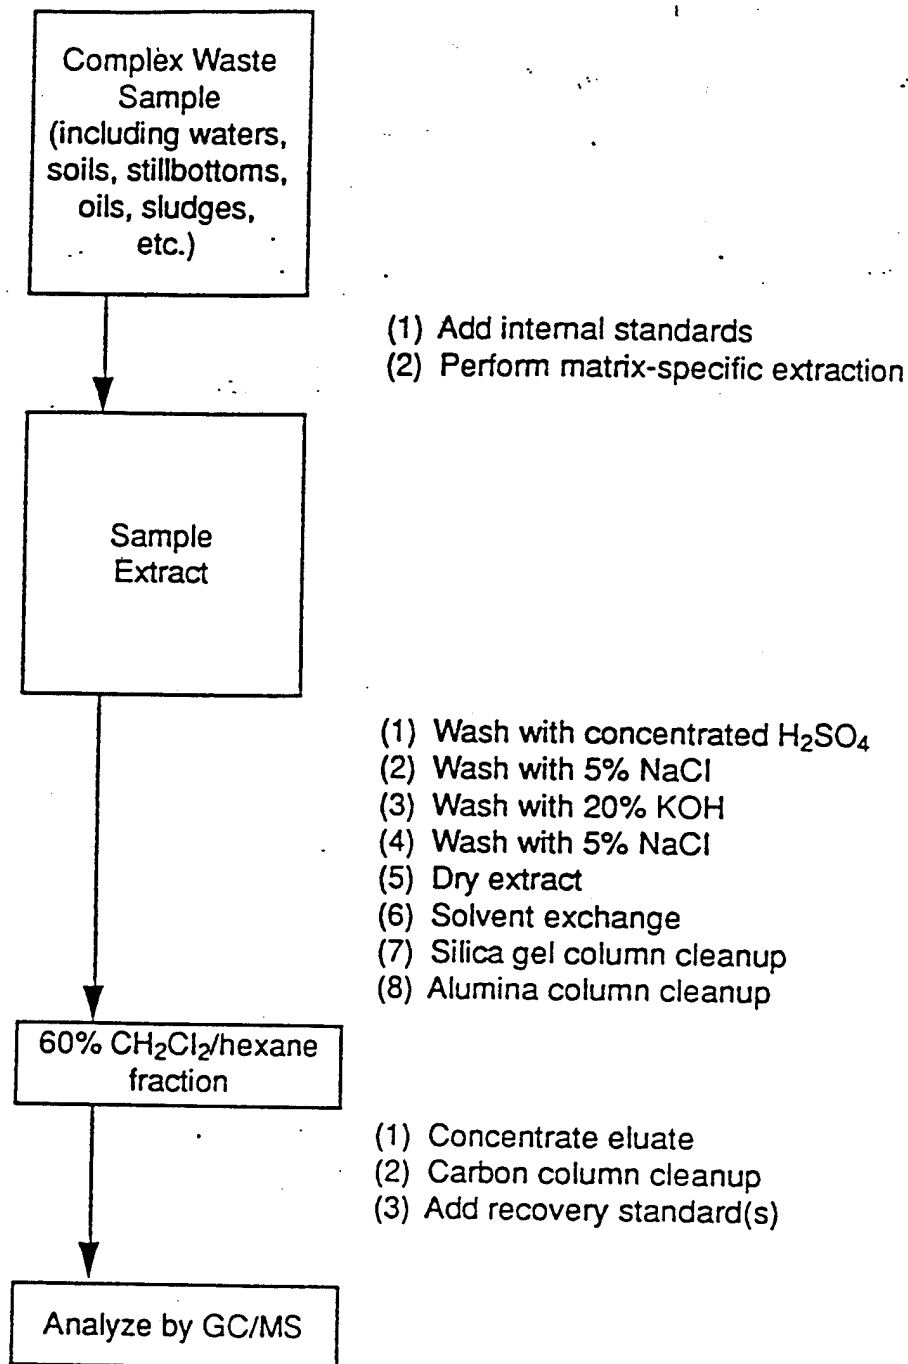 Complex Waste
Sample
(including waters,
soils, stillbottoms,
oils, sludges,
etc.)
(1) Add internal standards
(2) Perform matrix-specific extraction
Sample
Extract
(1) Wash with concentrated H₂SO₄
(2) Wash with 5% NaCl
(3) Wash with 20% KOH
(4) Wash with 5% NaCl
(5) Dry extract
(6) Solvent exchange
(7) Silica gel column cleanup
(8) Alumina column cleanup
60% CH₂Cl₂/hexane
fraction
(1) Concentrate eluate
(2) Carbon column cleanup
(3) Add recovery standard(s)
Analyze by GC/MS